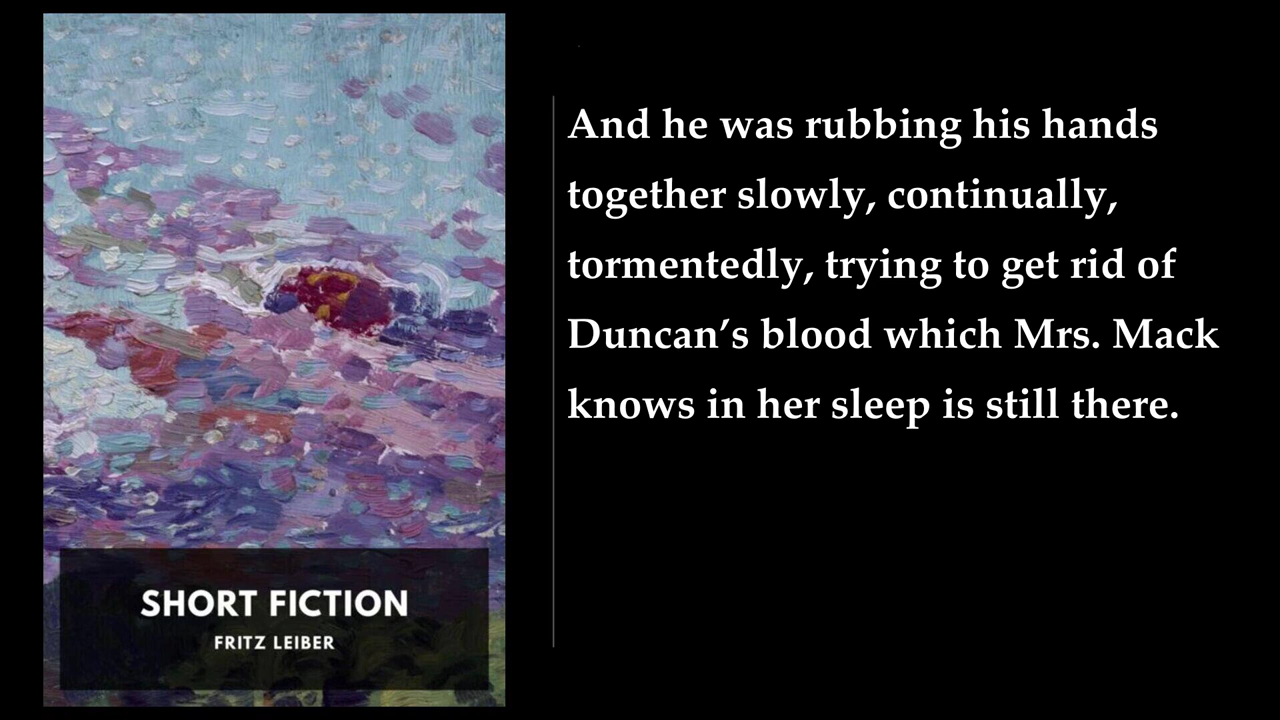 And he was rubbing his hands
together slowly, continually,
tormentedly, trying to get rid of
Duncan’s blood which Mrs. Mack
knows in her sleep is still there.
SHORT FICTION
FRITZ LEIBER